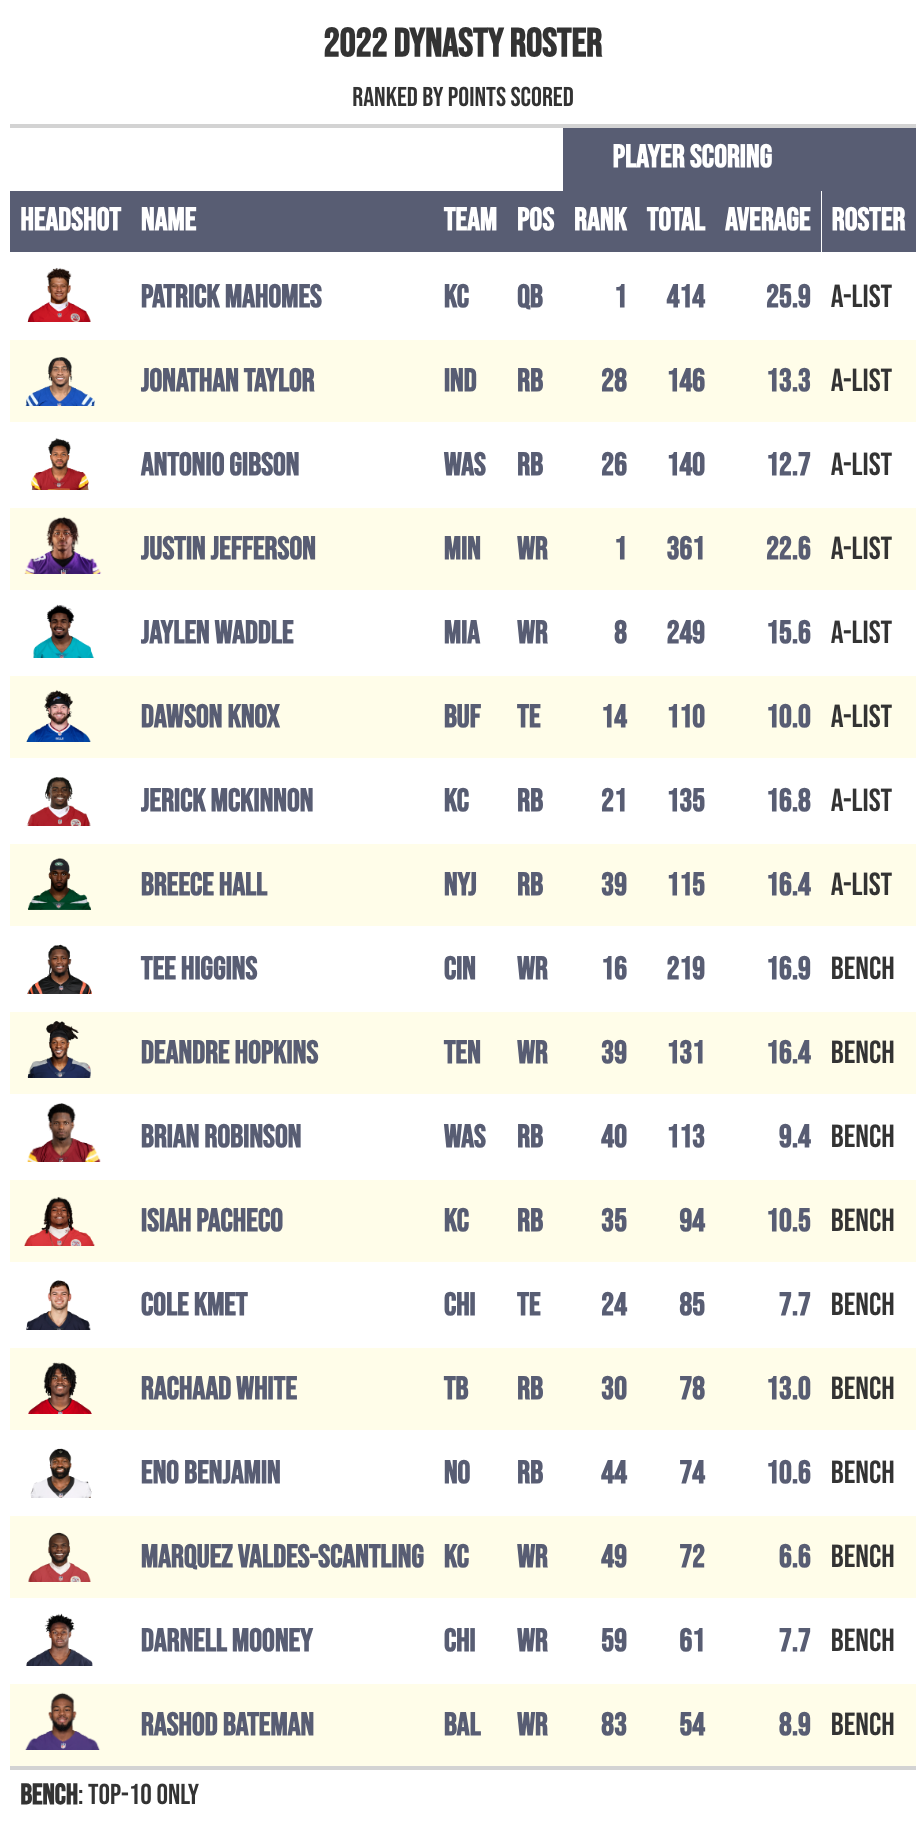 2022 DYNASTY ROSTER
RANKED BY POINTS SCORED
PLAYER SCORING
HEADSHOT NAME TEAM POS RANK TOTAL AVERAGE ROSTER
PATRICK MAHOMES KC QB 1 414 25.9 A-LIST
JONATHAN TAYLOR IND RB 28 146 13.3 A-LIST
ANTONIO GIBSON WAS RB 26 140 12.7 A-LIST
JUSTIN JEFFERSON MIN WR 1 361 22.6 A-LIST
JAYLEN WADDLE MIA WR 8 249 15.6 A-LIST
DAWSON KNOX BUF TE 14 110 10.0 A-LIST
JERICK MCKINNON KC RB 21 135 16.8 A-LIST
BREECE HALL NYJ RB 39 115 16.4 A-LIST
TEE HIGGINS CIN WR 16 219 16.9 BENCH
DEANDRE HOPKINS TEN WR 39 131 16.4 BENCH
BRIAN ROBINSON WAS RB 40 113 9.4 BENCH
ISIAH PACHECO KC RB 35 94 10.5 BENCH
COLE KMET CHI TE 24 85 7.7 BENCH
RACHAAD WHITE TB RB 30 78 13.0 BENCH
ENO BENJAMIN NO RB 44 74 10.6 BENCH
MARQUEZ VALDES-SCANTLING KC WR 49 72 6.6 BENCH
DARNELL MOONEY CHI WR 59 61 7.7 BENCH
RASHOD BATEMAN BAL WR 83 54 8.9 BENCH
BENCH: TOP-10 ONLY